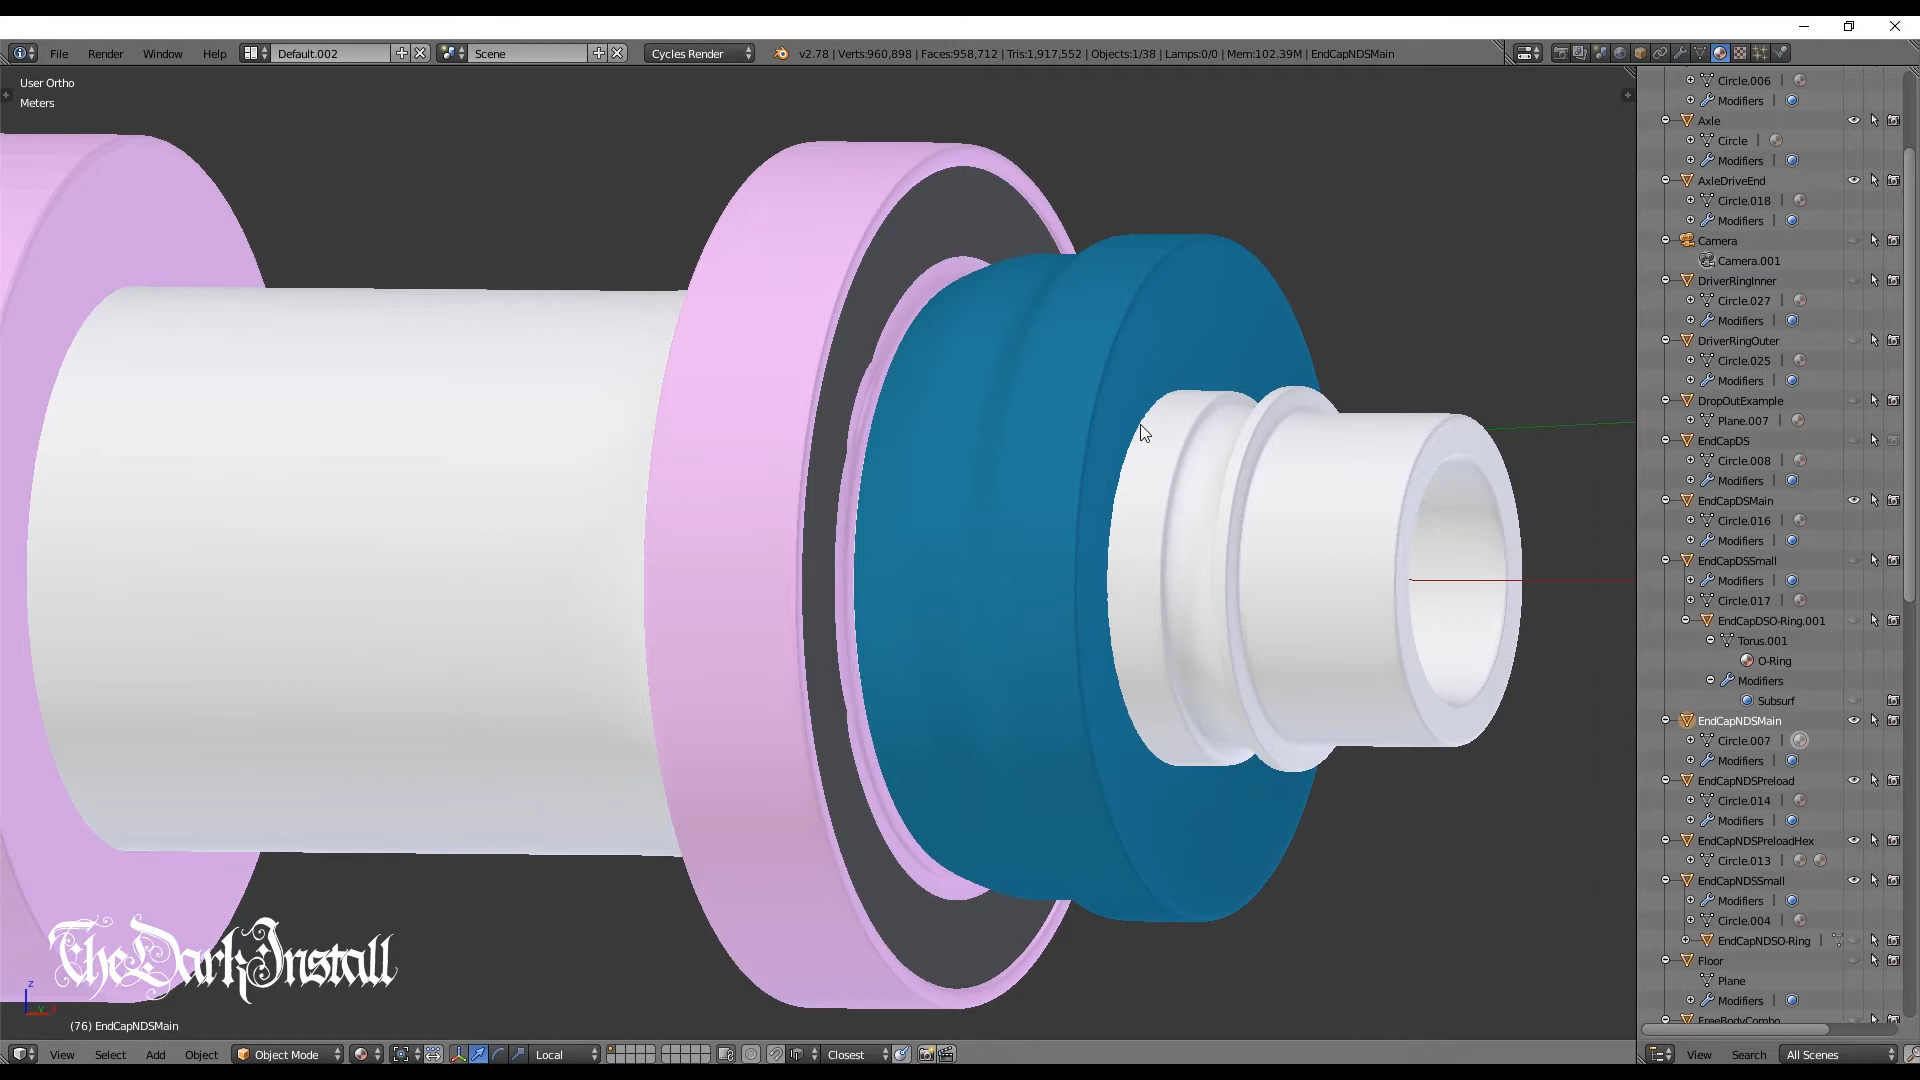 File Render Window Help Default.002 Scene Cycles Render v2.78 | Verts:960,898 | Faces:958,712 | Tris:1,917,552 | Objects:1/38 | Lamps:0/0 | Mem:102.39M | EndCapNDSMain
User Ortho
Meters
Circle.006
Modifiers
Axle
Circle
Modifiers
AxleDriveEnd
Circle.018
Modifiers
Camera
Camera.001
DriverRingInner
Circle.027
Modifiers
DriverRingOuter
Circle.025
Modifiers
DropOutExample
Plane.007
EndCapDS
Circle.008
Modifiers
EndCapDSMain
Circle.016
Modifiers
EndCapDSSmall
Modifiers
Circle.017
EndCapDSO-Ring.001
Torus.001
O-Ring
Modifiers
Subsurf
EndCapNDSMain
Circle.007
Modifiers
EndCapNDSPreload
Circle.014
Modifiers
EndCapNDSPreloadHex
Circle.013
EndCapNDSSmall
Modifiers
Circle.004
EndCapNDSO-Ring
Floor
Plane
Modifiers
FreeBodyCombo
TheDarkInstall
z
y
(76) EndCapNDSMain
View Select Add Object Object Mode Local Closest View Search All Scenes